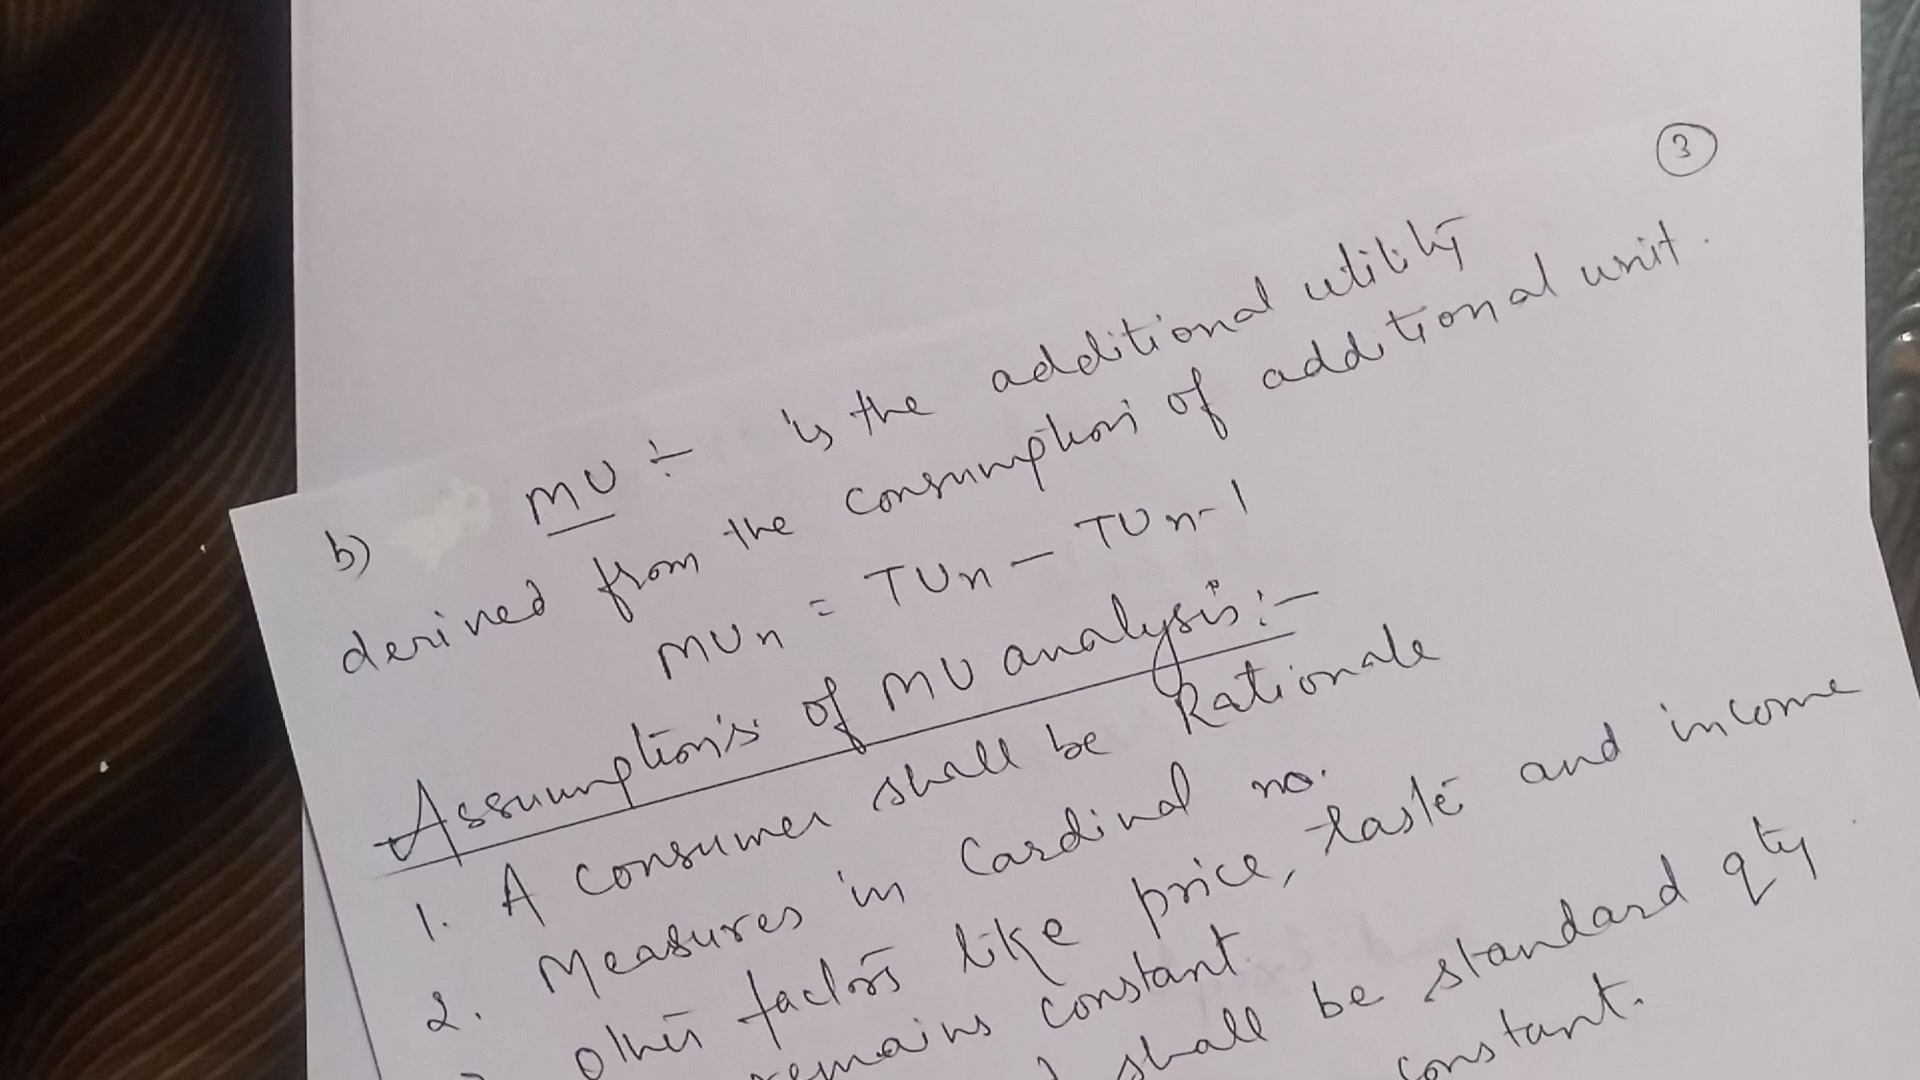 3
b) MU :- is the additional utility
derived from the consumption of additional unit.
MUn = TUn - TUn-1
Assumptions of MU analysis :-
1. A consumer shall be Rationale
2. Measures in Cardinal no.
other factors like price, taste and income
remains constant.
shall be standard qty
constant.